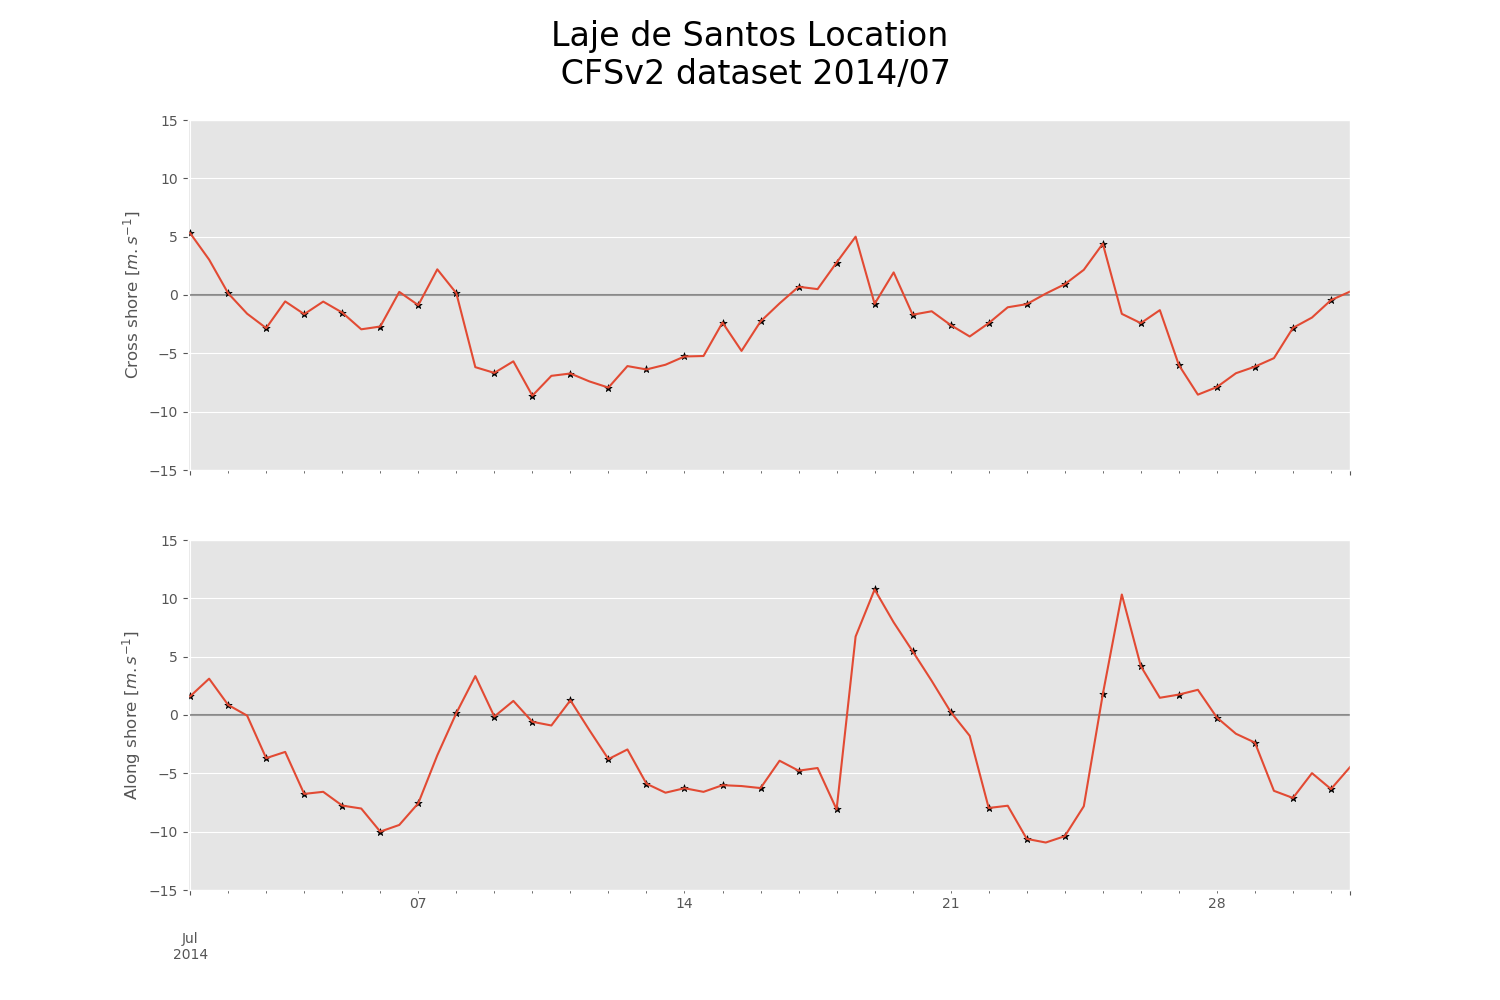 Laje de Santos Location
CFSv2 dataset 2014/07
15
10
5
0
−5
−10
−15
Cross shore [m.s⁻¹]
15
10
5
0
−5
−10
−15
Along shore [m.s⁻¹]
07 14 21 28
Jul
2014